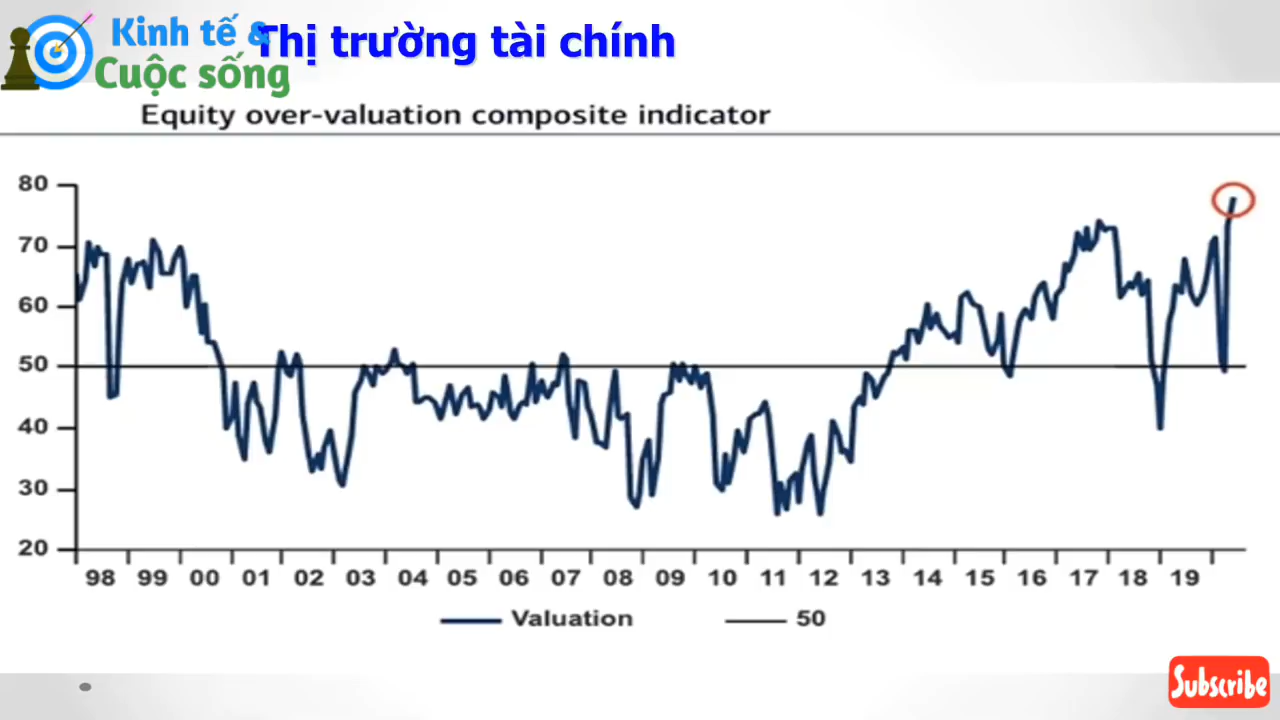 Kinh tế &
Cuộc sống
Thị trường tài chính
Equity over-valuation composite indicator
80
70
60
50
40
30
20
98 99 00 01 02 03 04 05 06 07 08 09 10 11 12 13 14 15 16 17 18 19
Valuation 50
Subscribe